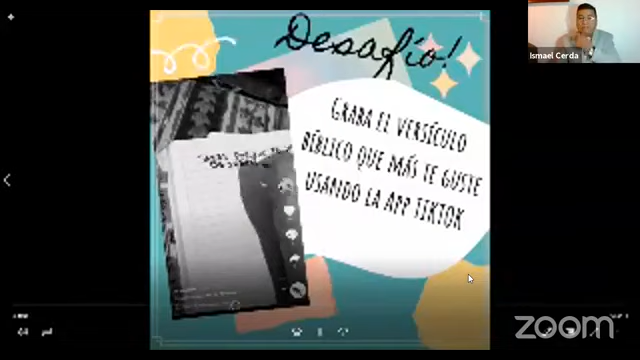 Desafío!
GRABA EL VERSÍCULO
BÍBLICO QUE MÁS TE GUSTE
USANDO LA APP TIKTOK
Ismael Cerda
zoom